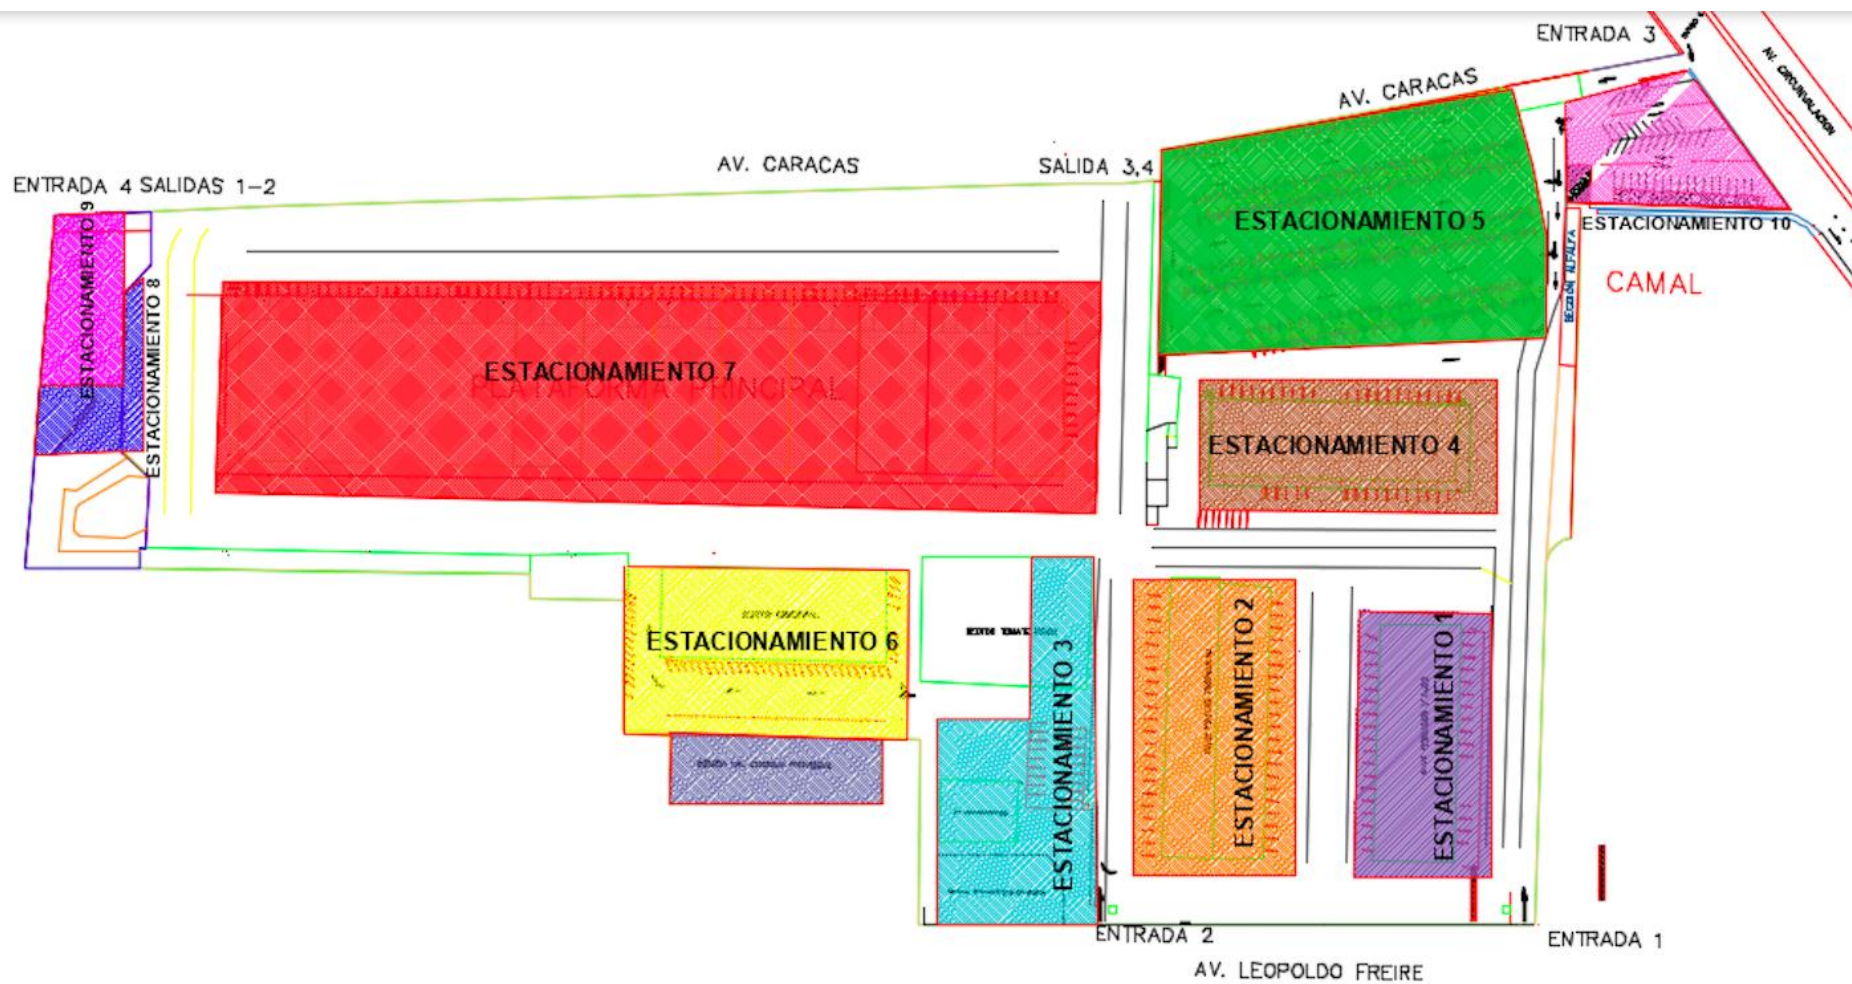 ENTRADA 3
AV. CARACAS
AV. CIRCUNVALACION
AV. CARACAS
SALIDA 3,4
ENTRADA 4 SALIDAS 1-2
ESTACIONAMIENTO 9
ESTACIONAMIENTO 8
ESTACIONAMIENTO 5
ESTACIONAMIENTO 10
CAMAL
ESTACIONAMIENTO 7
PLATAFORMA PRINCIPAL
ESTACIONAMIENTO 4
ESTACIONAMIENTO 6
ESTACIONAMIENTO 3
ESTACIONAMIENTO 2
ESTACIONAMIENTO 1
ENTRADA 2
ENTRADA 1
AV. LEOPOLDO FREIRE